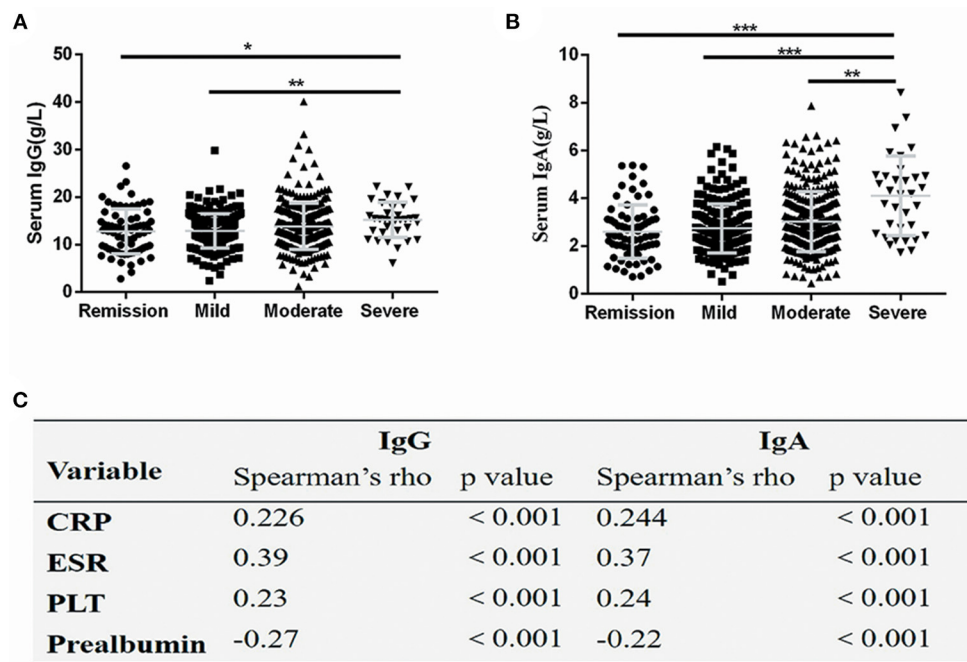 A
B
Serum IgG(g/L)
50
40
30
20
10
0
*
**
Remission Mild Moderate Severe
Serum IgA(g/L)
10
8
6
4
2
0
***
***
**
Remission Mild Moderate Severe
C
IgG IgA
Variable Spearman’s rho p value Spearman’s rho p value
CRP 0.226 < 0.001 0.244 < 0.001
ESR 0.39 < 0.001 0.37 < 0.001
PLT 0.23 < 0.001 0.24 < 0.001
Prealbumin -0.27 < 0.001 -0.22 < 0.001